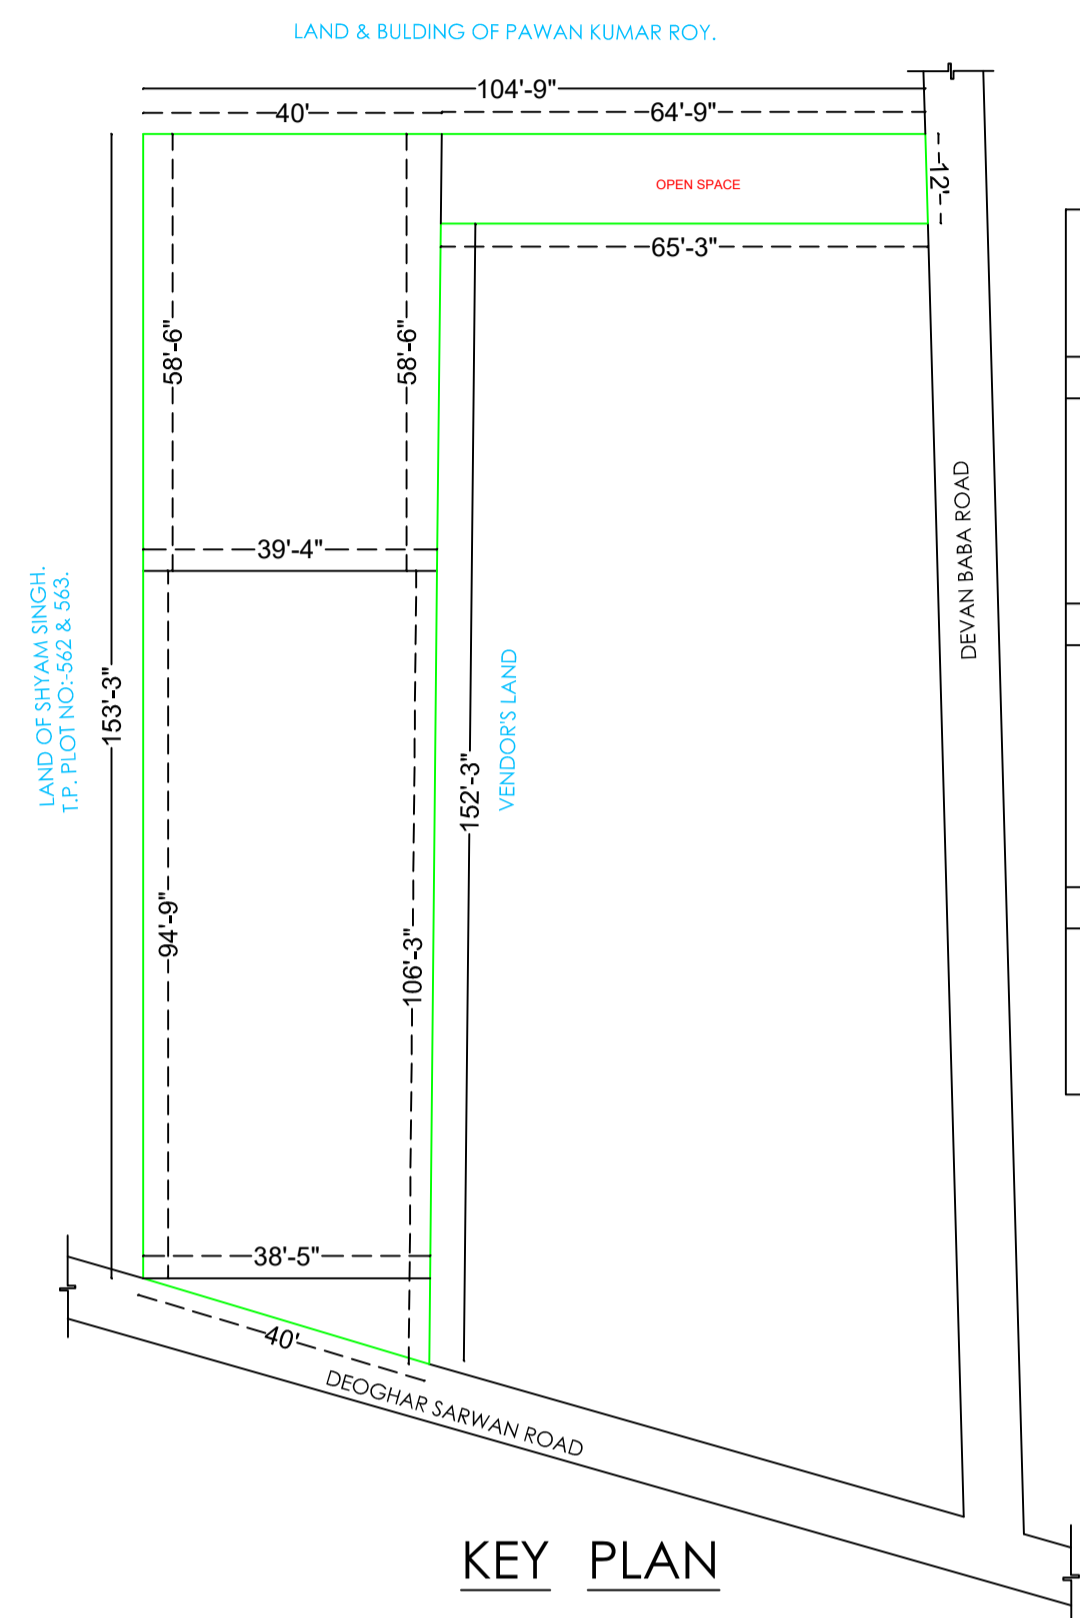 LAND & BULDING OF PAWAN KUMAR ROY.
104'-9"
40'
64'-9"
OPEN SPACE
12'
65'-3"
58'-6"
58'-6"
39'-4"
DEVAN BABA ROAD
LAND OF SHYAM SINGH.
T.P. PLOT NO:-562 & 563.
153'-3"
VENDOR'S LAND
152'-3"
94'-9"
106'-3"
38'-5"
40'
DEOGHAR SARWAN ROAD
KEY PLAN